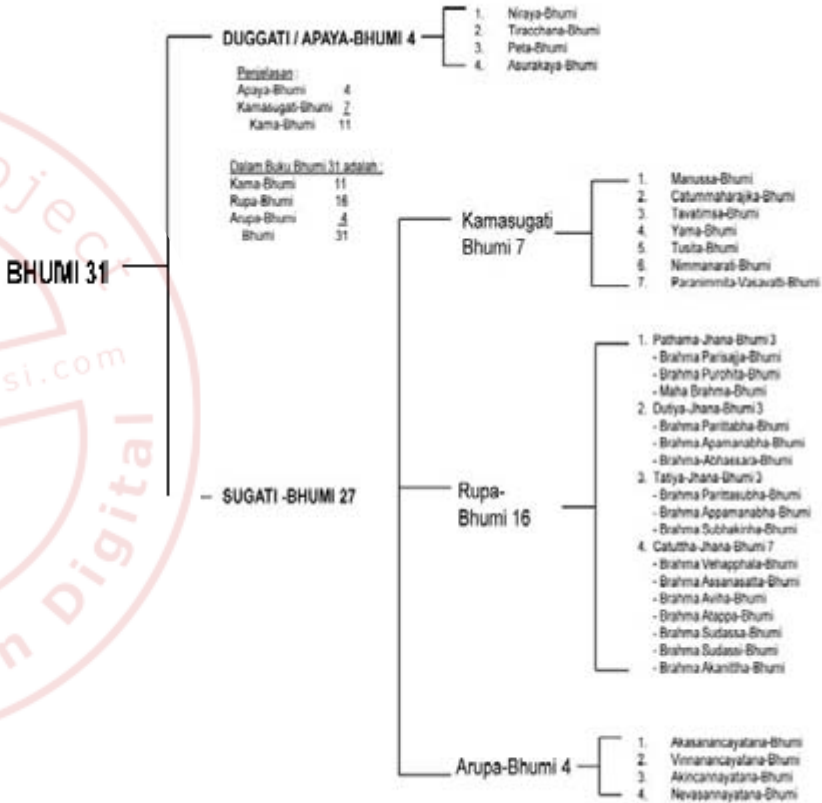 DUGGATI / APAYA-BHUMI 4
1. Niraya-Bhumi
2. Tiracchana-Bhumi
3. Peta-Bhumi
4. Asurakaya-Bhumi
Penjelasan :
Apaya-Bhumi 4
Kamasugati-Bhumi 7
Kama-Bhumi 11
Dalam Buku Bhumi 31 adalah :
Kama-Bhumi 11
Rupa-Bhumi 16
Arupa-Bhumi 4
Bhumi 31
BHUMI 31
SUGATI -BHUMI 27
Kamasugati
Bhumi 7
1. Manussa-Bhumi
2. Catummaharajika-Bhumi
3. Tavatimsa-Bhumi
4. Yama-Bhumi
5. Tusita-Bhumi
6. Nimmanarati-Bhumi
7. Paranimmita-Vasavatti-Bhumi
Rupa-
Bhumi 16
1. Pathama-Jhana-Bhumi 3
- Brahma Parisajja-Bhumi
- Brahma Purohita-Bhumi
- Maha Brahma-Bhumi
2. Dutiya-Jhana-Bhumi 3
- Brahma Parittabha-Bhumi
- Brahma Apamanabha-Bhumi
- Brahma-Abhassara-Bhumi
3. Tatiya-Jhana-Bhumi 3
- Brahma Parittasubha-Bhumi
- Brahma Appamanabha-Bhumi
- Brahma Subhakinha-Bhumi
4. Catuttha-Jhana-Bhumi 7
- Brahma Vehapphala-Bhumi
- Brahma Assanasatta-Bhumi
- Brahma Aviha-Bhumi
- Brahma Atappa-Bhumi
- Brahma Sudassa-Bhumi
- Brahma Sudassi-Bhumi
- Brahma Akanittha-Bhumi
Arupa-Bhumi 4
1. Akasanancayatana-Bhumi
2. Vinnanancayatana-Bhumi
3. Akincannayatana-Bhumi
4. Nevasannayatana-Bhumi
oject
si.com
n Digital